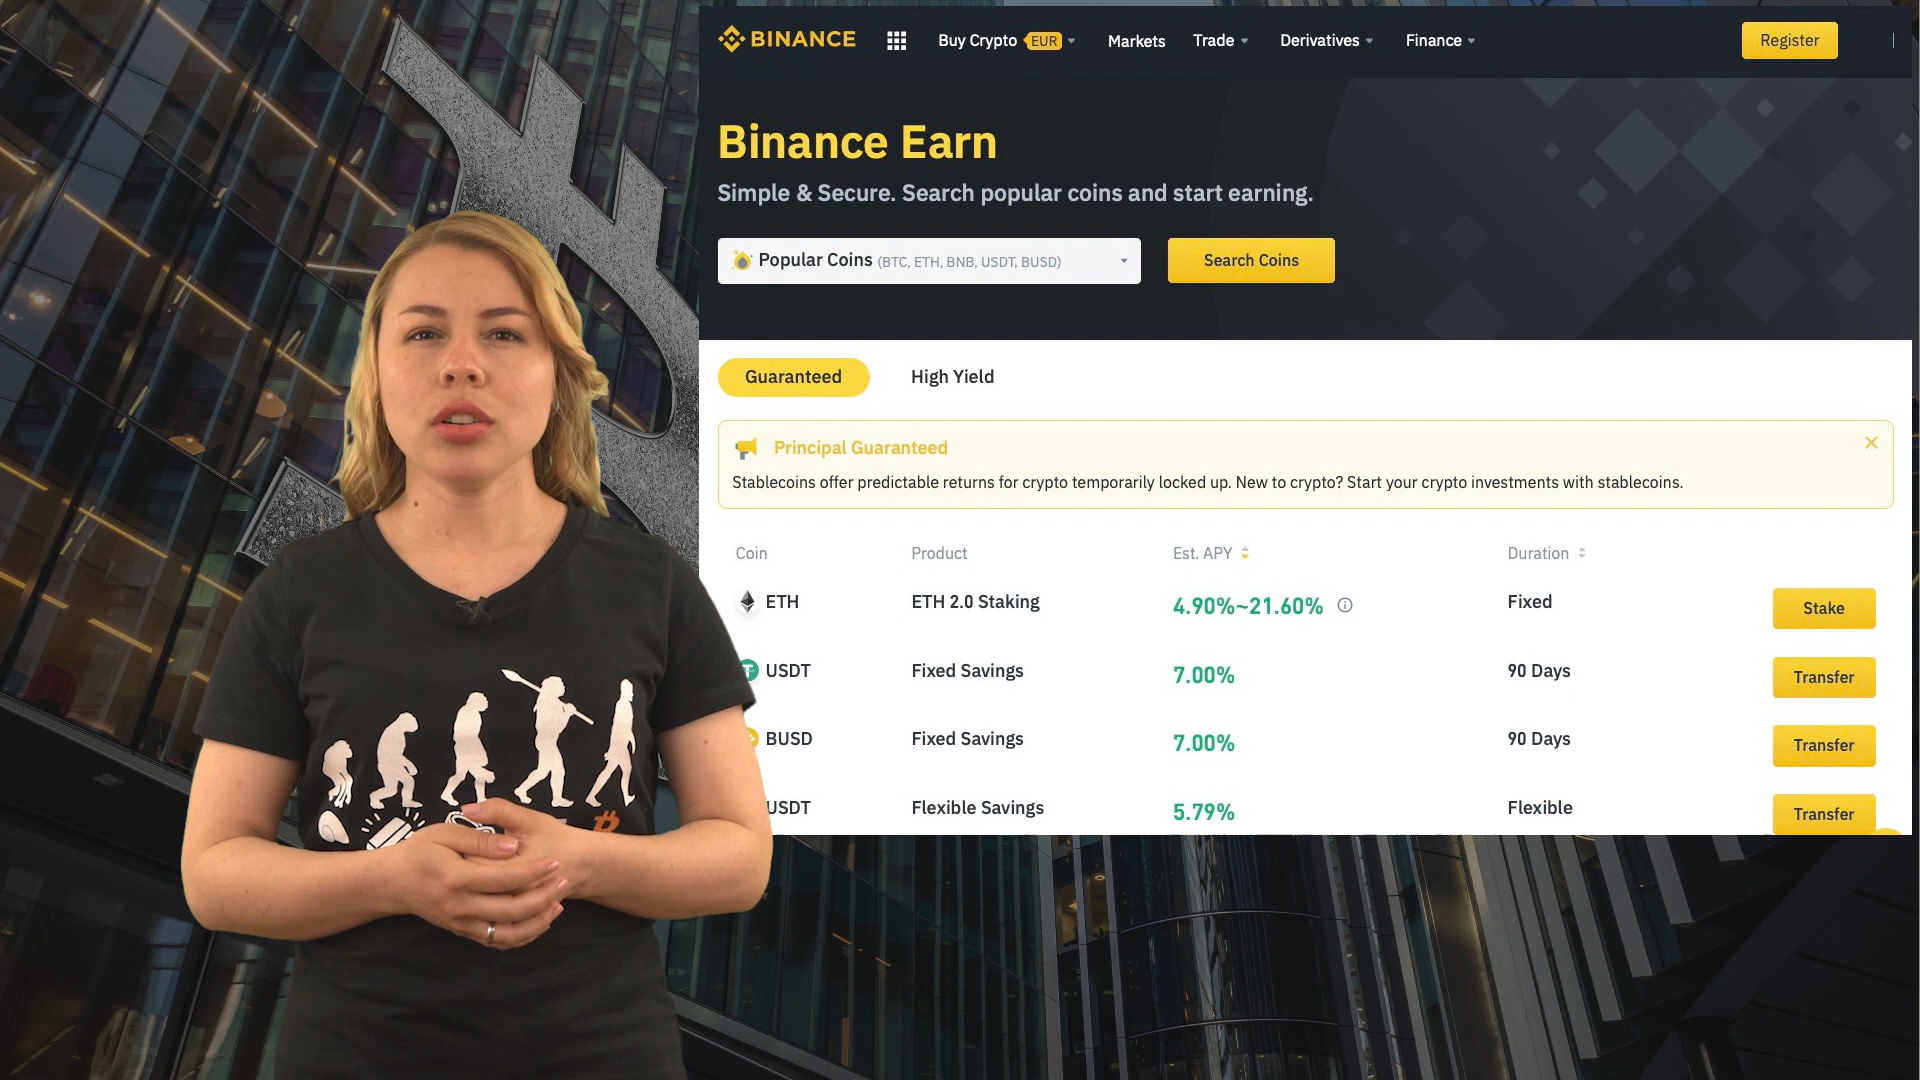 BINANCE
Buy Crypto EUR
Markets
Trade
Derivatives
Finance
Register
Binance Earn
Simple & Secure. Search popular coins and start earning.
Popular Coins (BTC, ETH, BNB, USDT, BUSD)
Search Coins
Guaranteed
High Yield
Principal Guaranteed
Stablecoins offer predictable returns for crypto temporarily locked up. New to crypto? Start your crypto investments with stablecoins.
Coin Product Est. APY Duration
ETH ETH 2.0 Staking 4.90%~21.60% Fixed Stake
USDT Fixed Savings 7.00% 90 Days Transfer
BUSD Fixed Savings 7.00% 90 Days Transfer
USDT Flexible Savings 5.79% Flexible Transfer